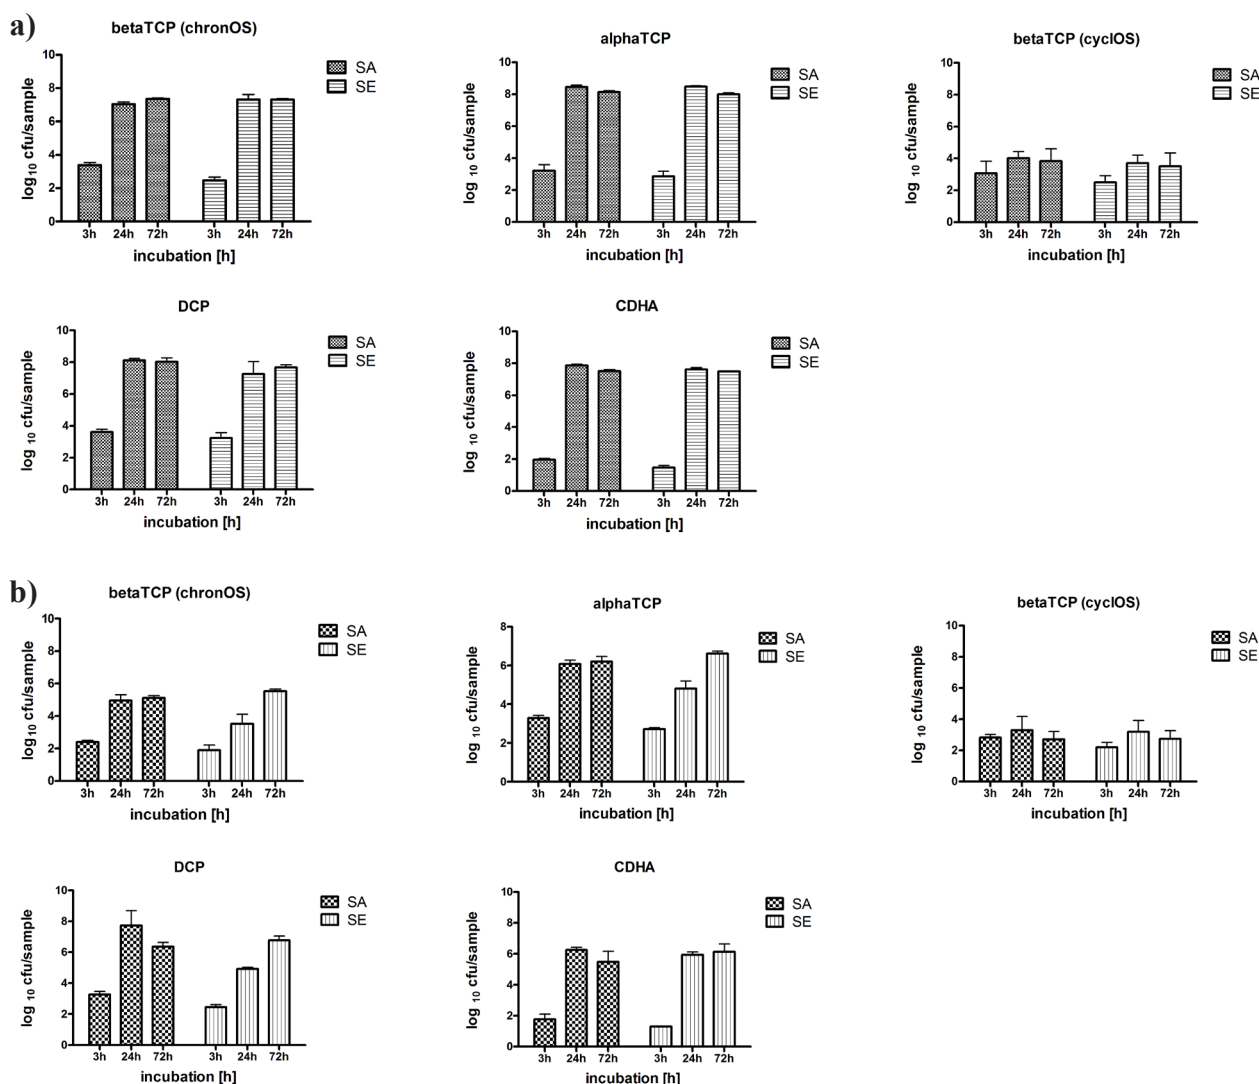 a)
betaTCP (chronOS)
10
8
6
4
2
0
log10 cfu/sample
3h 24h 72h 3h 24h 72h
incubation [h]
SA
SE
alphaTCP
10
8
6
4
2
0
log 10 cfu/sample
3h 24h 72h 3h 24h 72h
incubation [h]
SA
SE
betaTCP (cyclOS)
10
8
6
4
2
0
log 10 cfu/sample
3h 24h 72h 3h 24h 72h
incubation [h]
SA
SE
DCP
10
8
6
4
2
0
log 10 cfu/sample
3h 24h 72h 3h 24h 72h
incubation [h]
SA
SE
CDHA
10
8
6
4
2
0
log 10 cfu/sample
3h 24h 72h 3h 24h 72h
incubation [h]
SA
SE
b)
betaTCP (chronOS)
10
8
6
4
2
0
log10 cfu/sample
3h 24h 72h 3h 24h 72h
incubation [h]
SA
SE
alphaTCP
8
6
4
2
0
log 10 cfu/sample
3h 24h 72h 3h 24h 72h
incubation [h]
SA
SE
betaTCP (cyclOS)
10
8
6
4
2
0
log 10 cfu/sample
3h 24h 72h 3h 24h 72h
incubation [h]
SA
SE
DCP
10
8
6
4
2
0
log 10 cfu/sample
3h 24h 72h 3h 24h 72h
incubation [h]
SA
SE
CDHA
10
8
6
4
2
0
log 10 cfu/sample
3h 24h 72h 3h 24h 72h
incubation [h]
SA
SE